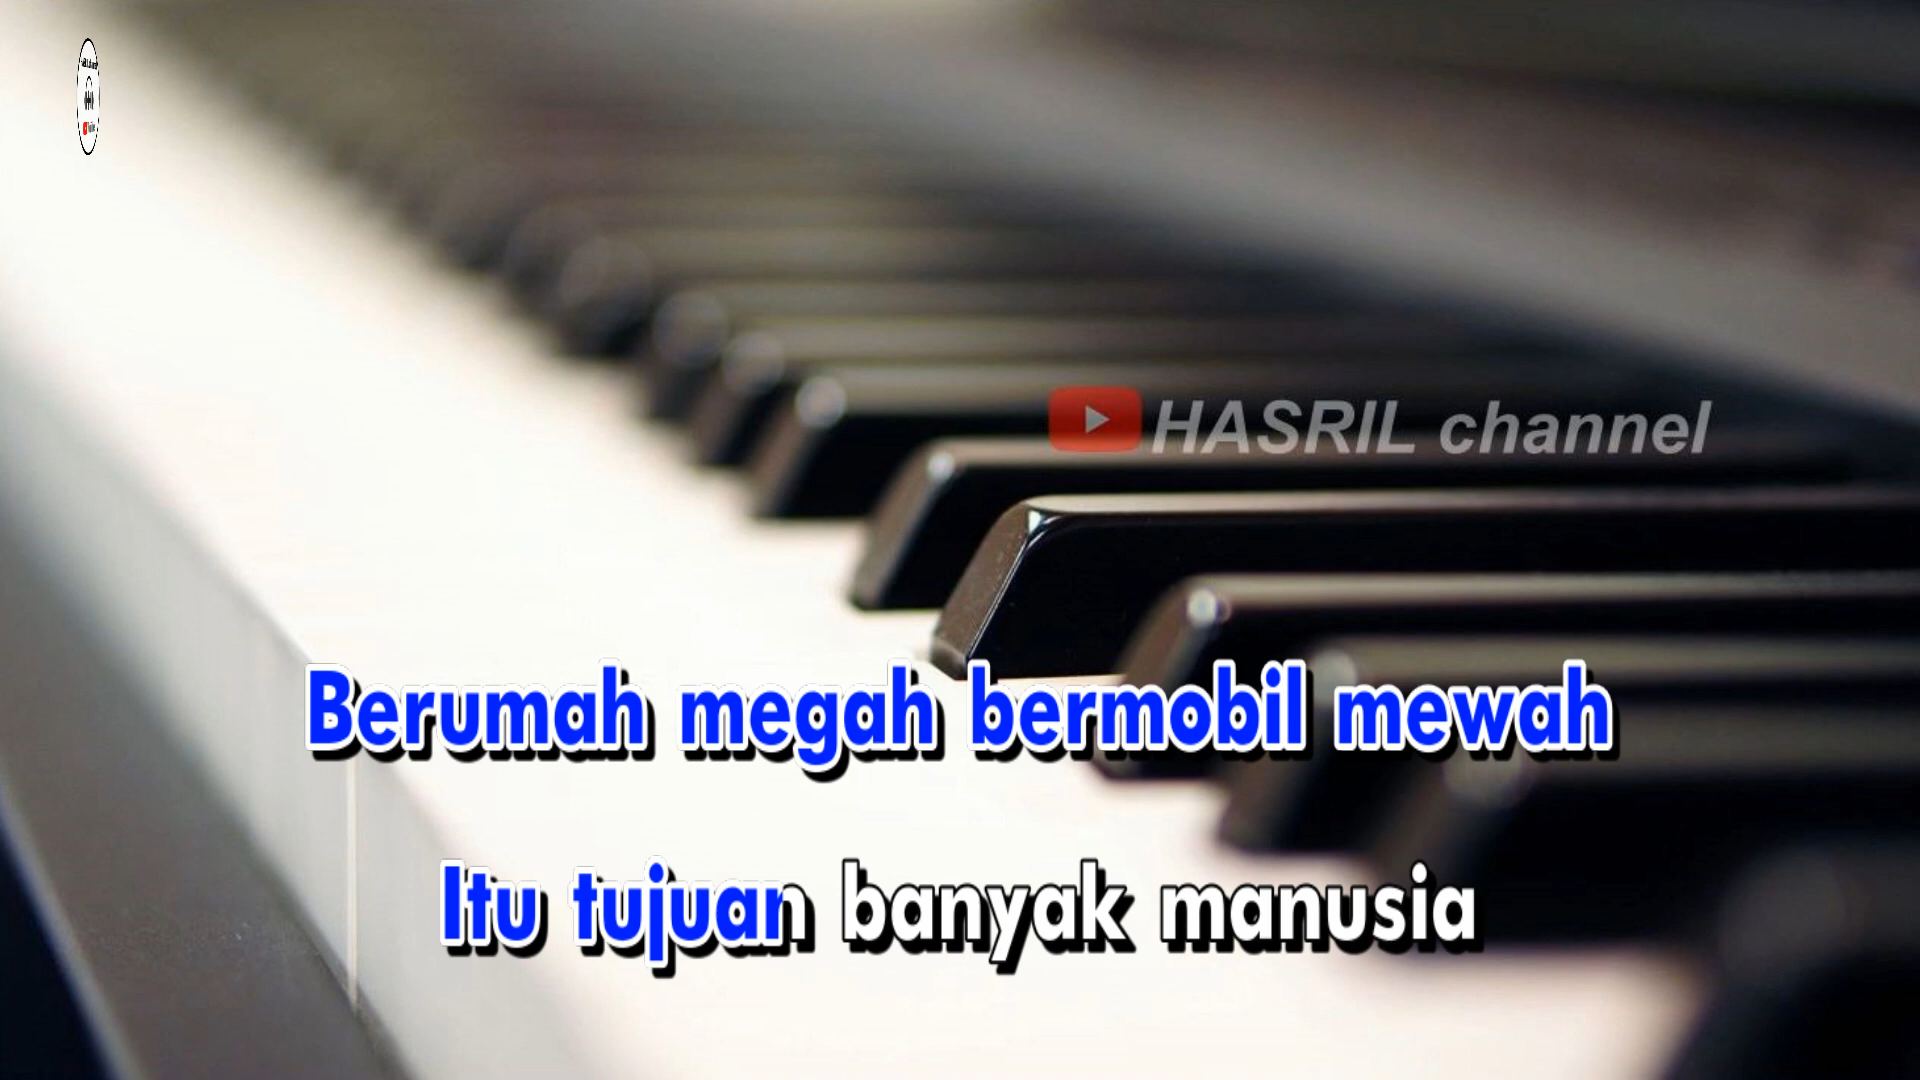 HASRIL channel
Berumah megah bermobil mewah
Itu tujuan banyak manusia